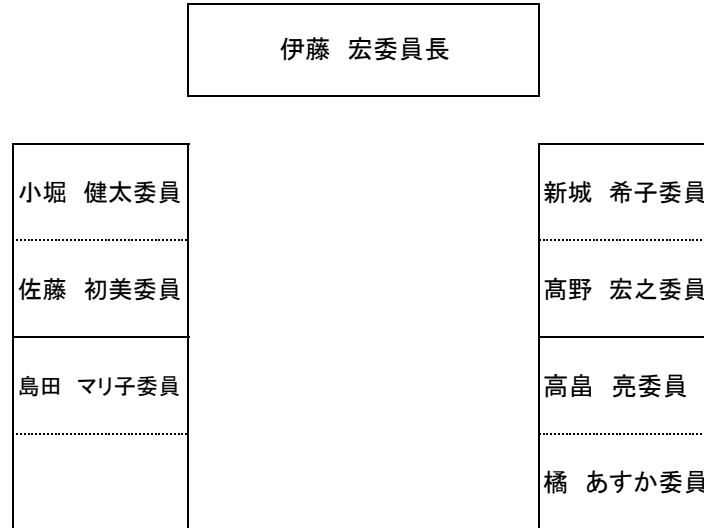 伊藤　宏委員長
小堀　健太委員
新城　希子委員
佐藤　初美委員
髙野　宏之委員
島田　マリ子委員
高畠　亮委員
橘　あすか委員